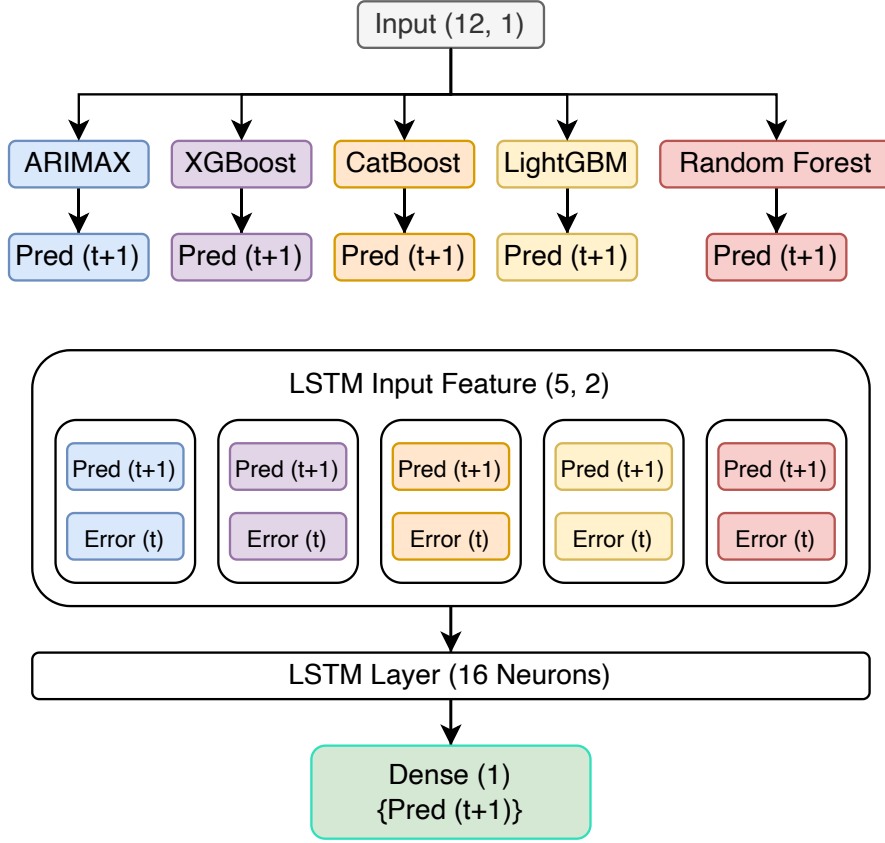 Input (12, 1)
ARIMAX
XGBoost
CatBoost
LightGBM
Random Forest
Pred (t+1)
Pred (t+1)
Pred (t+1)
Pred (t+1)
Pred (t+1)
LSTM Input Feature (5, 2)
Pred (t+1)
Pred (t+1)
Pred (t+1)
Pred (t+1)
Pred (t+1)
Error (t)
Error (t)
Error (t)
Error (t)
Error (t)
LSTM Layer (16 Neurons)
Dense (1)
{Pred (t+1)}